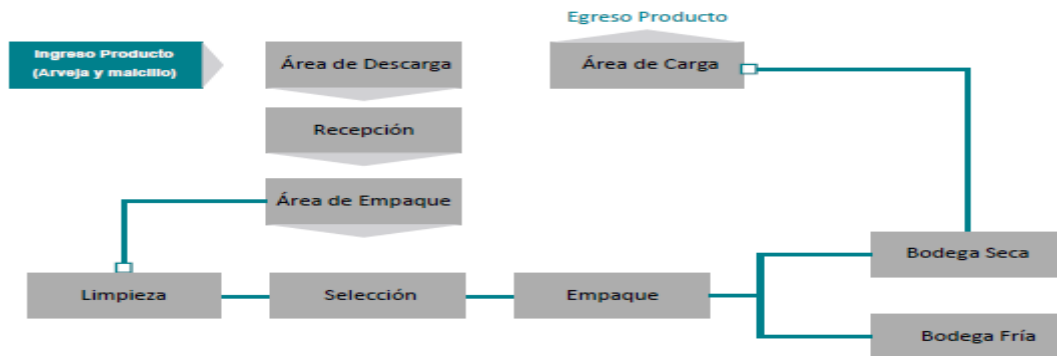 Egreso Producto
Ingreso Producto
(Arveja y maicillo)
Área de Descarga
Área de Carga
Recepción
Área de Empaque
Bodega Seca
Limpieza
Selección
Empaque
Bodega Fría